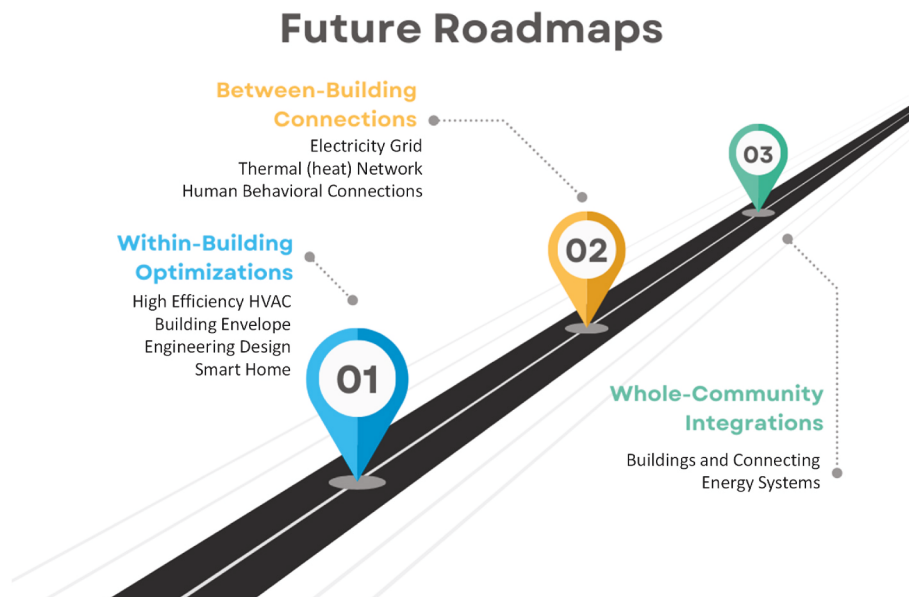 Future Roadmaps
Between-Building
Connections
Electricity Grid
Thermal (heat) Network
Human Behavioral Connections
03
02
Within-Building
Optimizations
High Efficiency HVAC
Building Envelope
Engineering Design
Smart Home
01
Whole-Community
Integrations
Buildings and Connecting
Energy Systems